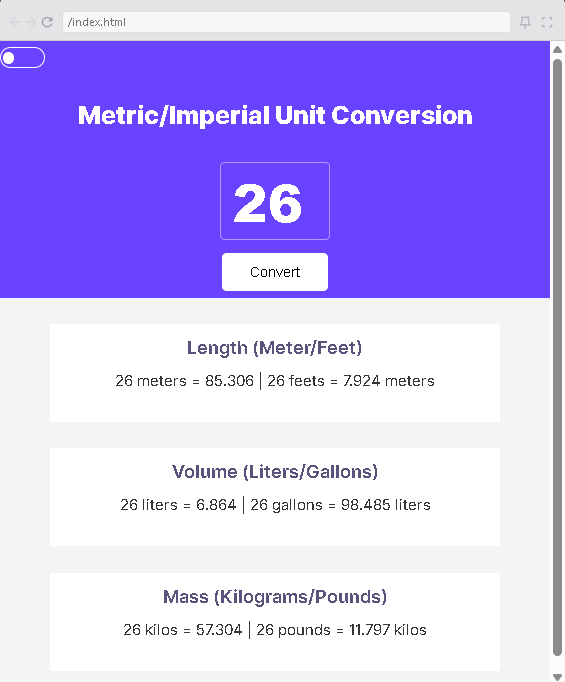 /index.html
Metric/Imperial Unit Conversion
26
Convert
Length (Meter/Feet)
26 meters = 85.306 | 26 feets = 7.924 meters
Volume (Liters/Gallons)
26 liters = 6.864 | 26 gallons = 98.485 liters
Mass (Kilograms/Pounds)
26 kilos = 57.304 | 26 pounds = 11.797 kilos